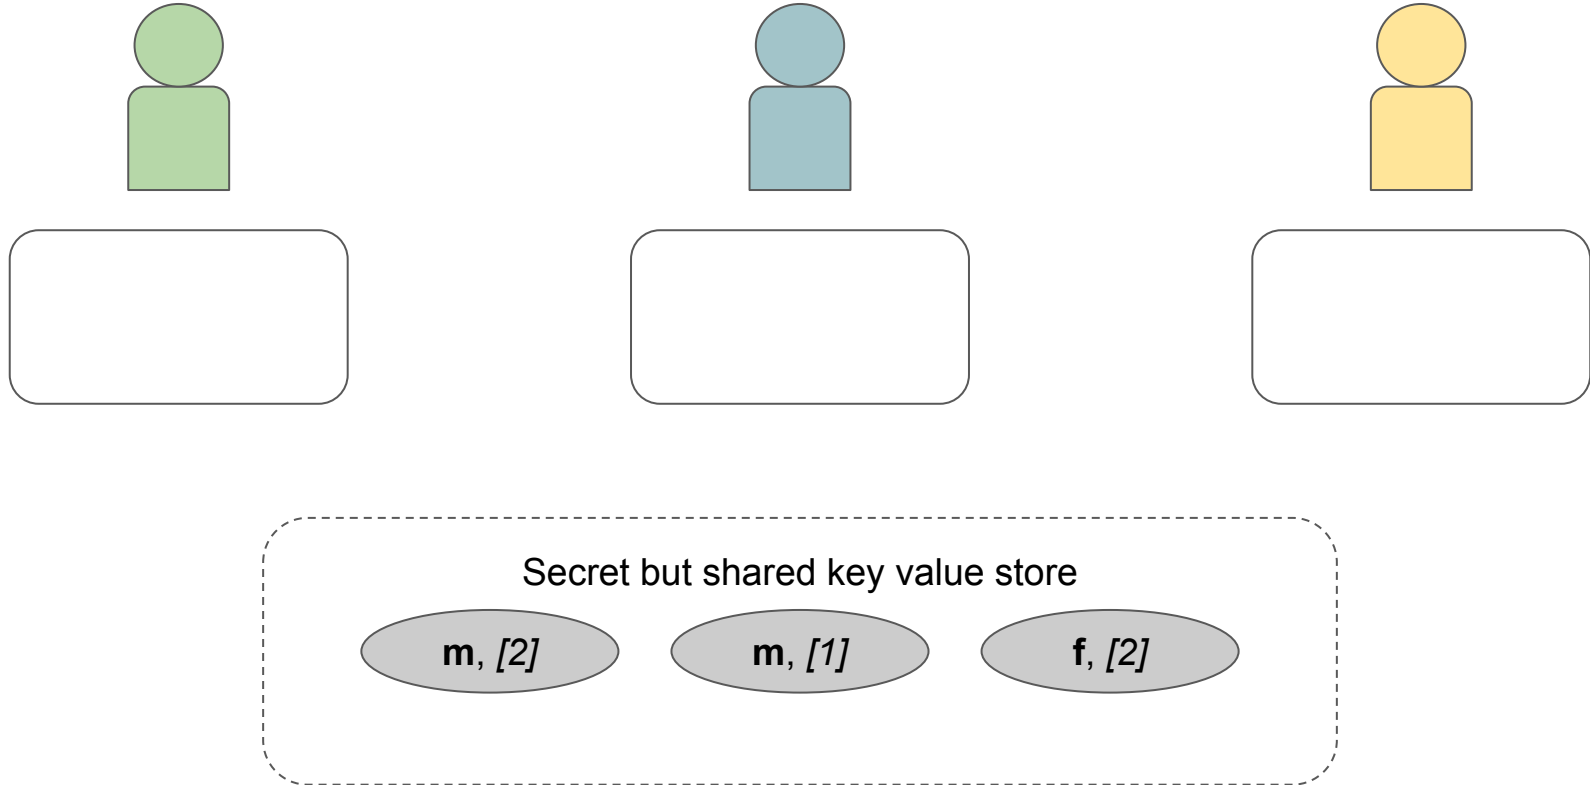 Secret but shared key value store
m, [2]
m, [1]
f, [2]